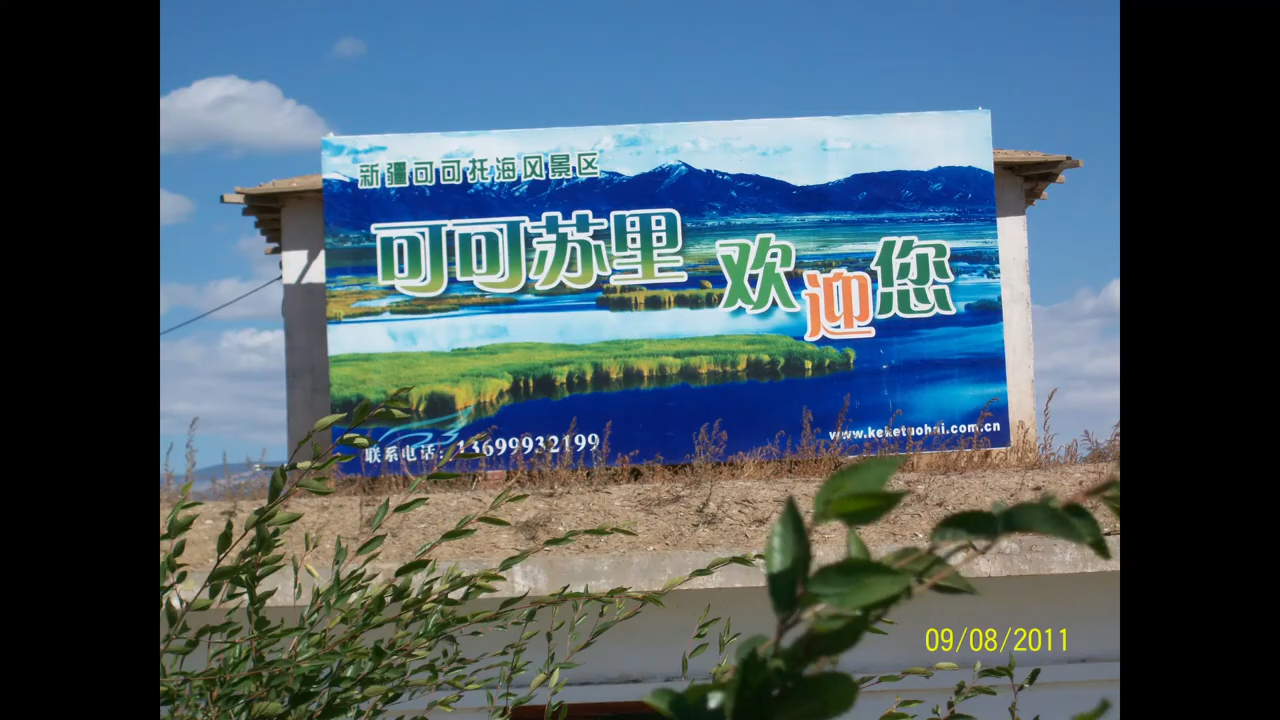 新疆可可托海风景区
可可苏里 欢迎您
联系电话：13699932199
www.keketuohai.com.cn
09/08/2011